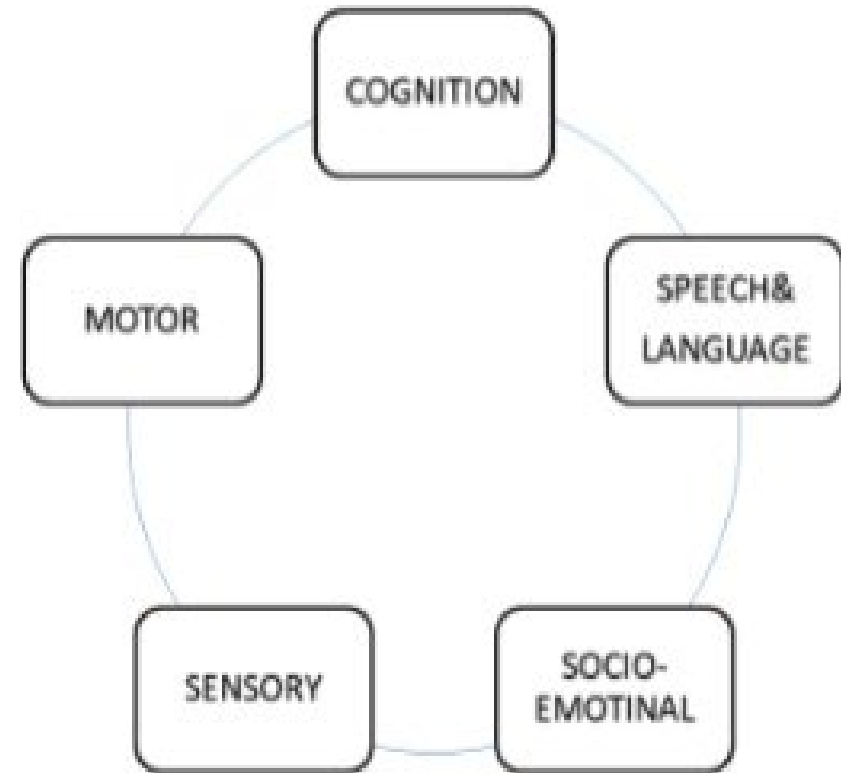 COGNITION
MOTOR
SPEECH&
LANGUAGE
SENSORY
SOCIO-
EMOTINAL